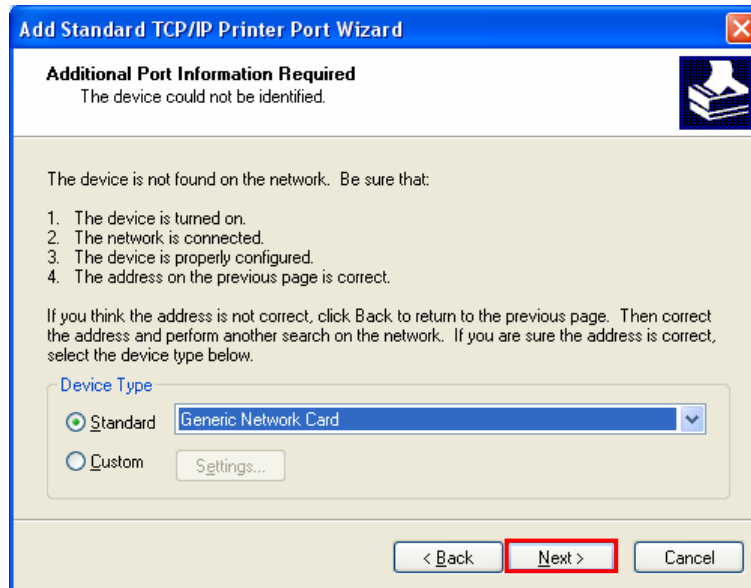 Add Standard TCP/IP Printer Port Wizard
Additional Port Information Required
The device could not be identified.
The device is not found on the network. Be sure that:
1. The device is turned on.
2. The network is connected.
3. The device is properly configured.
4. The address on the previous page is correct.
If you think the address is not correct, click Back to return to the previous page. Then correct
the address and perform another search on the network. If you are sure the address is correct,
select the device type below.
Device Type
Standard Generic Network Card
Custom Settings...
< Back Next > Cancel